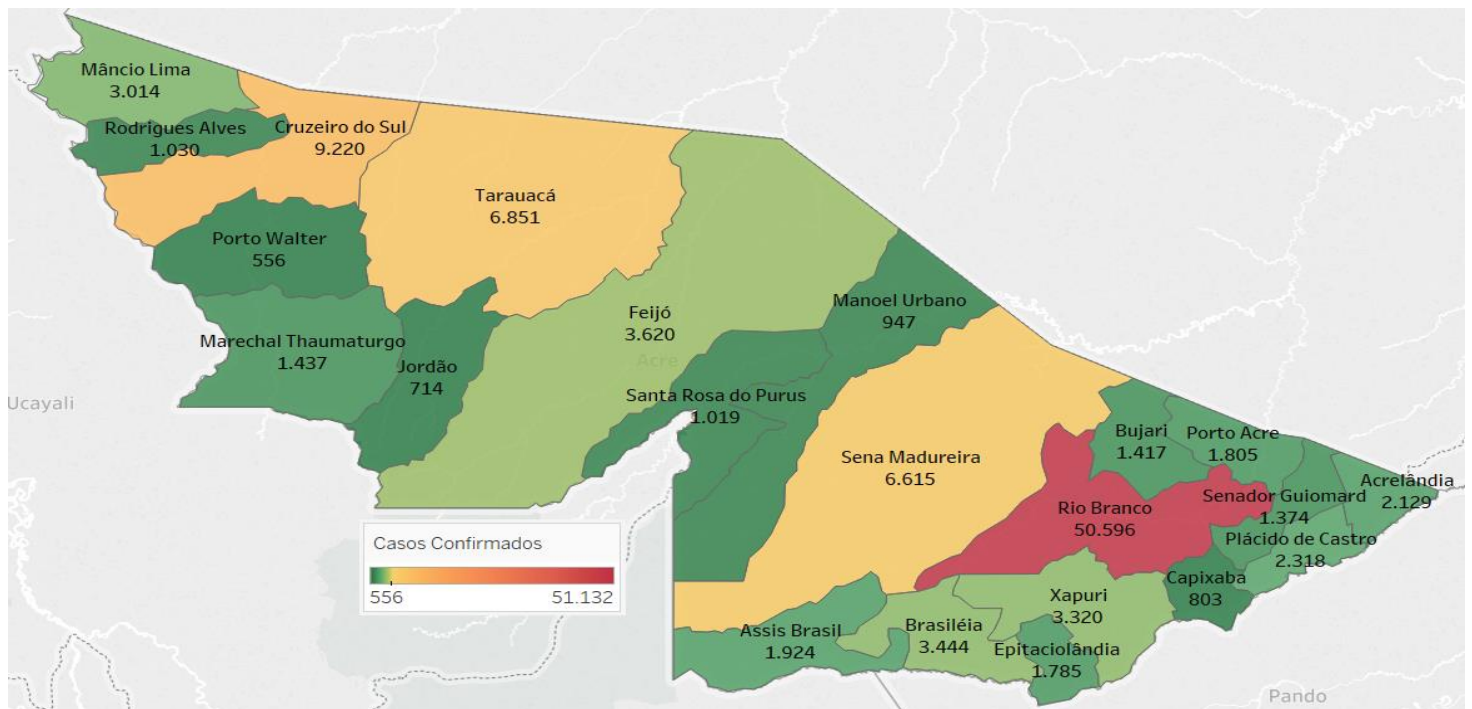 Mâncio Lima
3.014
Rodrigues Alves
1.030
Cruzeiro do Sul
9.220
Tarauacá
6.851
Porto Walter
556
Marechal Thaumaturgo
1.437
Jordão
714
Feijó
3.620
Acre
Manoel Urbano
947
Santa Rosa do Purus
1.019
Ucayali
Sena Madureira
6.615
Bujari
1.417
Porto Acre
1.805
Rio Branco
50.596
Senador Guiomard
1.374
Acrelândia
2.129
Plácido de Castro
2.318
Capixaba
803
Xapuri
3.320
Brasiléia
3.444
Epitaciolândia
1.785
Assis Brasil
1.924
Casos Confirmados
556 51.132
Pando